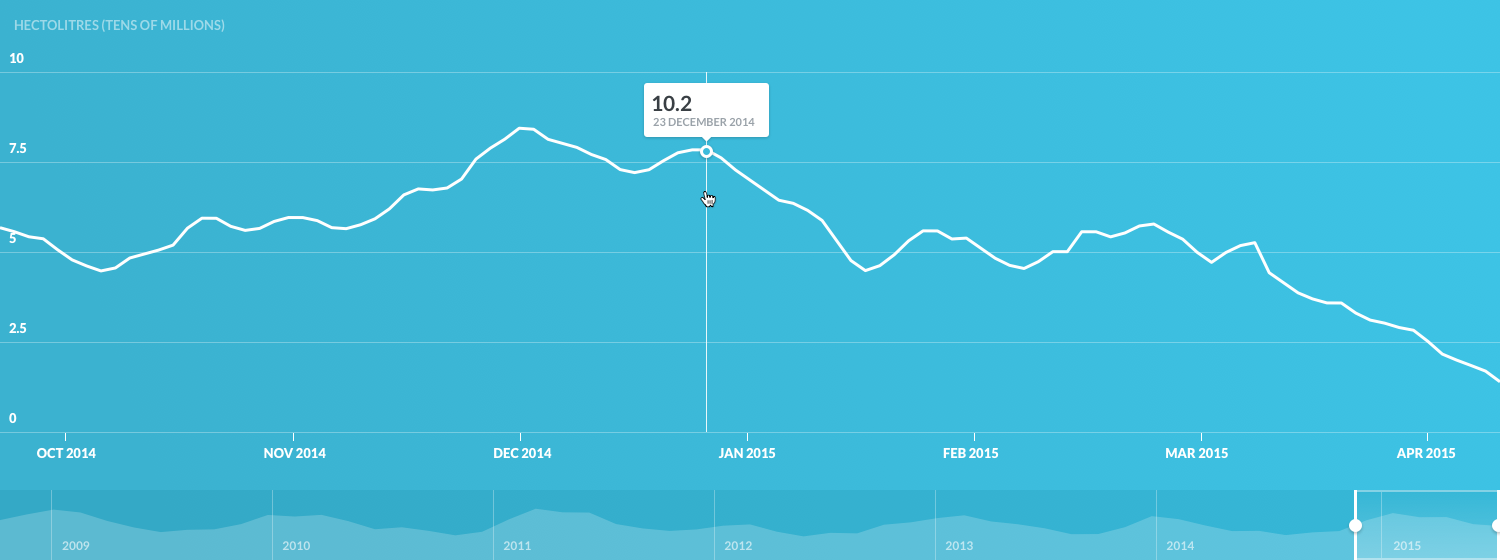 HECTOLITRES (TENS OF MILLIONS)
10
10.2
23 DECEMBER 2014
7.5
5
2.5
0
OCT 2014 NOV 2014 DEC 2014 JAN 2015 FEB 2015 MAR 2015 APR 2015
2009 2010 2011 2012 2013 2014 2015